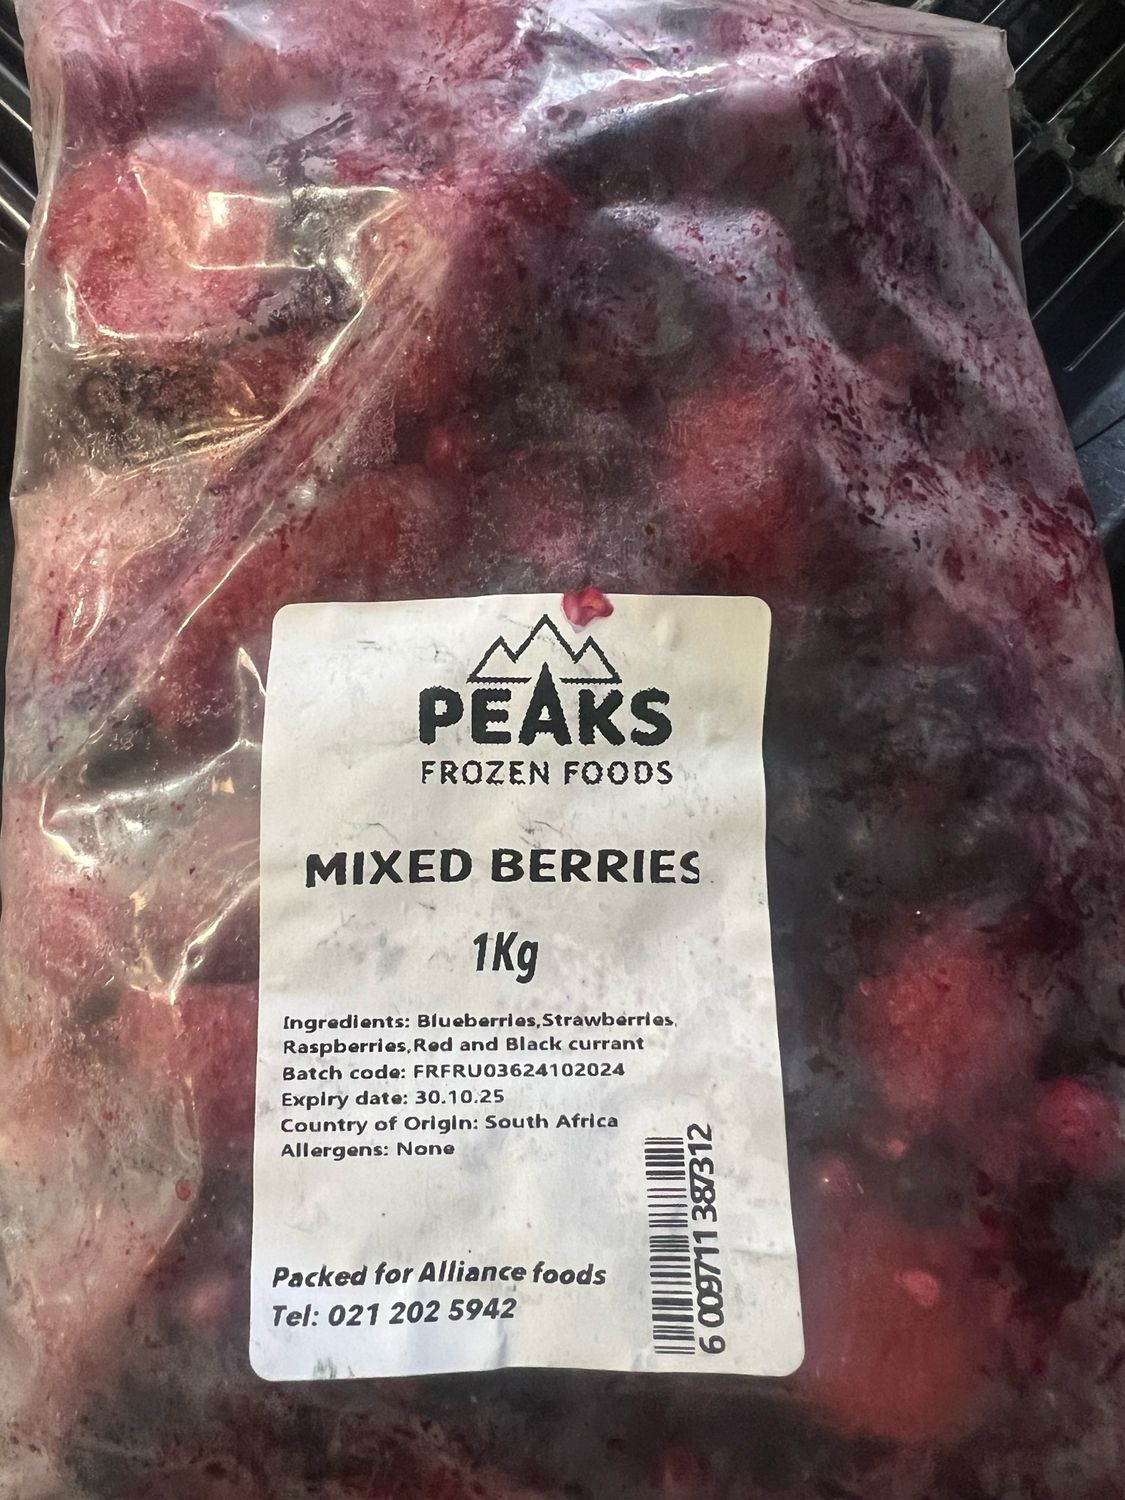 PEAKS
FROZEN FOODS
MIXED BERRIES
1Kg
Ingredients: Blueberries,Strawberries,
Raspberries,Red and Black currant
Batch code: FRFRU03624102024
Expiry date: 30.10.25
Country of Origin: South Africa
Allergens: None
Packed for Alliance foods
Tel: 021 202 5942
6 009711 387312